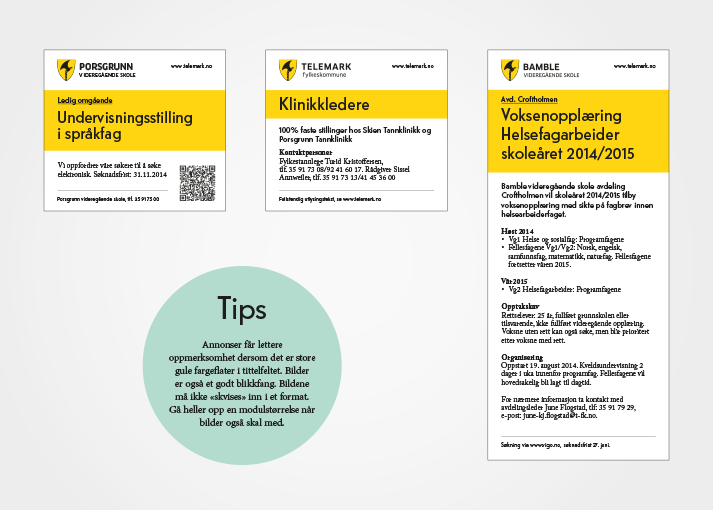 PORSGRUNN
VIDEREGÅENDE SKOLE
www.telemark.no
Ledig omgående
Undervisningsstilling
i språkfag
Vi oppfordrer våre søkere til å søke
elektronisk. Søknadsfrist: 31.11.2014
Porsgrunn videregående skole, tlf. 35 91 75 00
TELEMARK
fylkeskommune
www.telemark.no
Klinikkledere
100% faste stillinger hos Skien Tannklinikk og
Porsgrunn Tannklinikk
Kontaktpersoner
Fylkestannlege Turid Kristoffersen,
tlf. 35 91 73 08/92 41 60 17. Rådgiver Sissel
Annweiler, tlf. 35 91 73 13/41 45 36 00
Fullstendig utlysningstekst, se www.telemark.no
BAMBLE
VIDEREGÅENDE SKOLE
www.telemark.no
Avd. Croftholmen
Voksenopplæring
Helsefagarbeider
skoleåret 2014/2015
Bamble videregående skole avdeling
Croftholmen vil skoleåret 2014/2015 tilby
voksenopplæring med sikte på fagbrev innen
helsearbeiderfaget.
Høst 2014
• Vg1 Helse og sosialfag: Programfagene
• Fellesfagene Vg1/Vg2: Norsk, engelsk,
samfunnsfag, matematikk, naturfag. Fellesfagene
fortsetter våren 2015.
Vår 2015
• Vg2 Helsefagarbeider: Programfagene
Opptakskrav
Rettselever: 25 år, fullført grunnskolen eller
tilsvarende, ikke fullført videregående opplæring.
Voksne uten rett kan også søke, men blir prioritert
etter voksne med rett.
Organisering
Oppstart 19. august 2014. Kveldsundervisning 2
dager i uka innenfor programfag. Fellesfagene vil
hovedsakelig bli lagt til dagtid.
For nærmere informasjon ta kontakt med
avdelingsleder June Flogstad, tlf: 35 91 79 29,
e-post: june-kj.flogstad@t-fk.no.
Søkning via www.vigo.no, søknadsfrist 27. juni.
Tips
Annonser får lettere
oppmerksomhet dersom det er store
gule fargeflater i tittelfeltet. Bilder
er også et godt blikkfang. Bildene
må ikke «skvises» inn i et format.
Gå heller opp en modulstørrelse når
bilder også skal med.